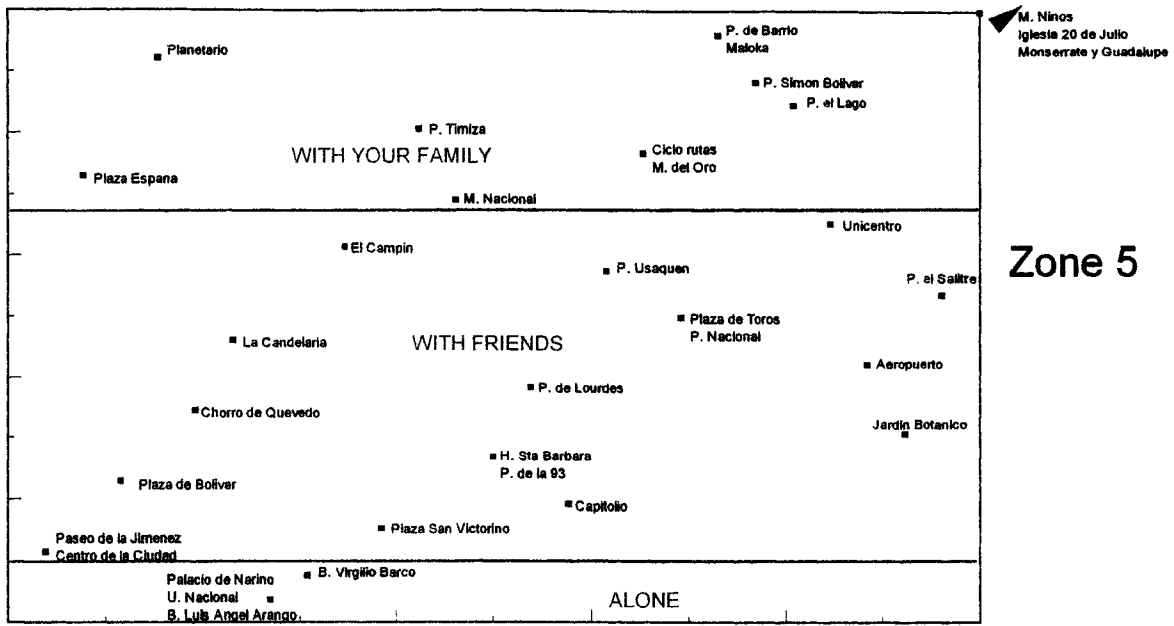 M. Ninos
Iglesia 20 de Julio
Monserrate y Guadalupe
P. de Barrio
Maloka
Planetario
P. Simon Bolivar
P. el Lago
P. Timiza
WITH YOUR FAMILY
Ciclo rutas
M. del Oro
Plaza Espana
M. Nacional
Unicentro
El Campin
P. Usaquen
Zone 5
P. el Salitre
Plaza de Toros
P. Nacional
La Candelaria
WITH FRIENDS
Aeropuerto
P. de Lourdes
Chorro de Quevedo
Jardin Botanico
H. Sta Barbara
P. de la 93
Plaza de Bolivar
Capitolio
Plaza San Victorino
Paseo de la Jimenez
Centro de la Ciudad
B. Virgilio Barco
Palacio de Narino
U. Nacional
B. Luis Angel Arango
ALONE